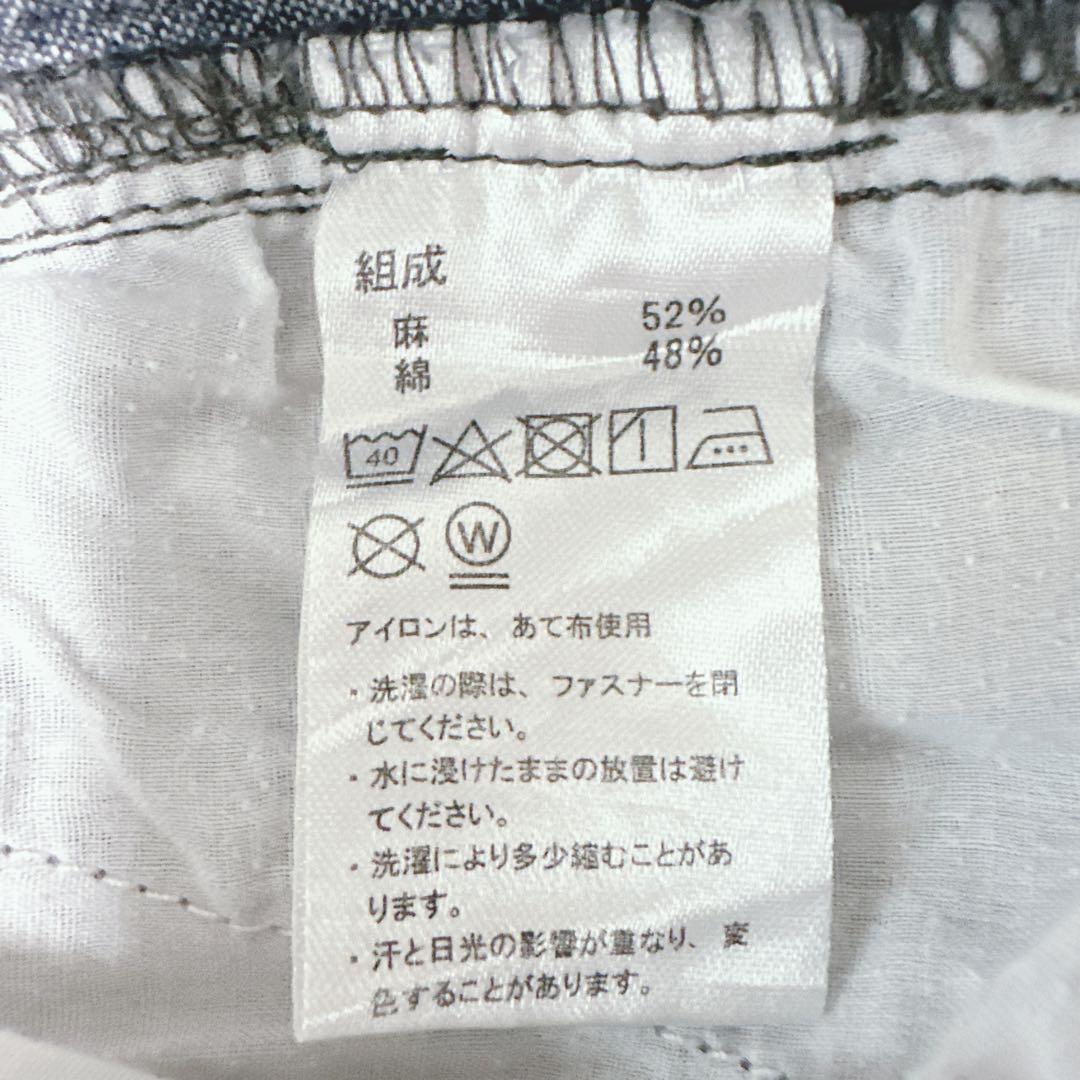 組成
麻 52%
綿 48%
40
W
アイロンは、あて布使用
・洗濯の際は、ファスナーを閉
じてください。
・水に浸けたままの放置は避け
てください。
・洗濯により多少縮むことがあ
ります。
・汗と日光の影響が重なり、変
色することがあります。